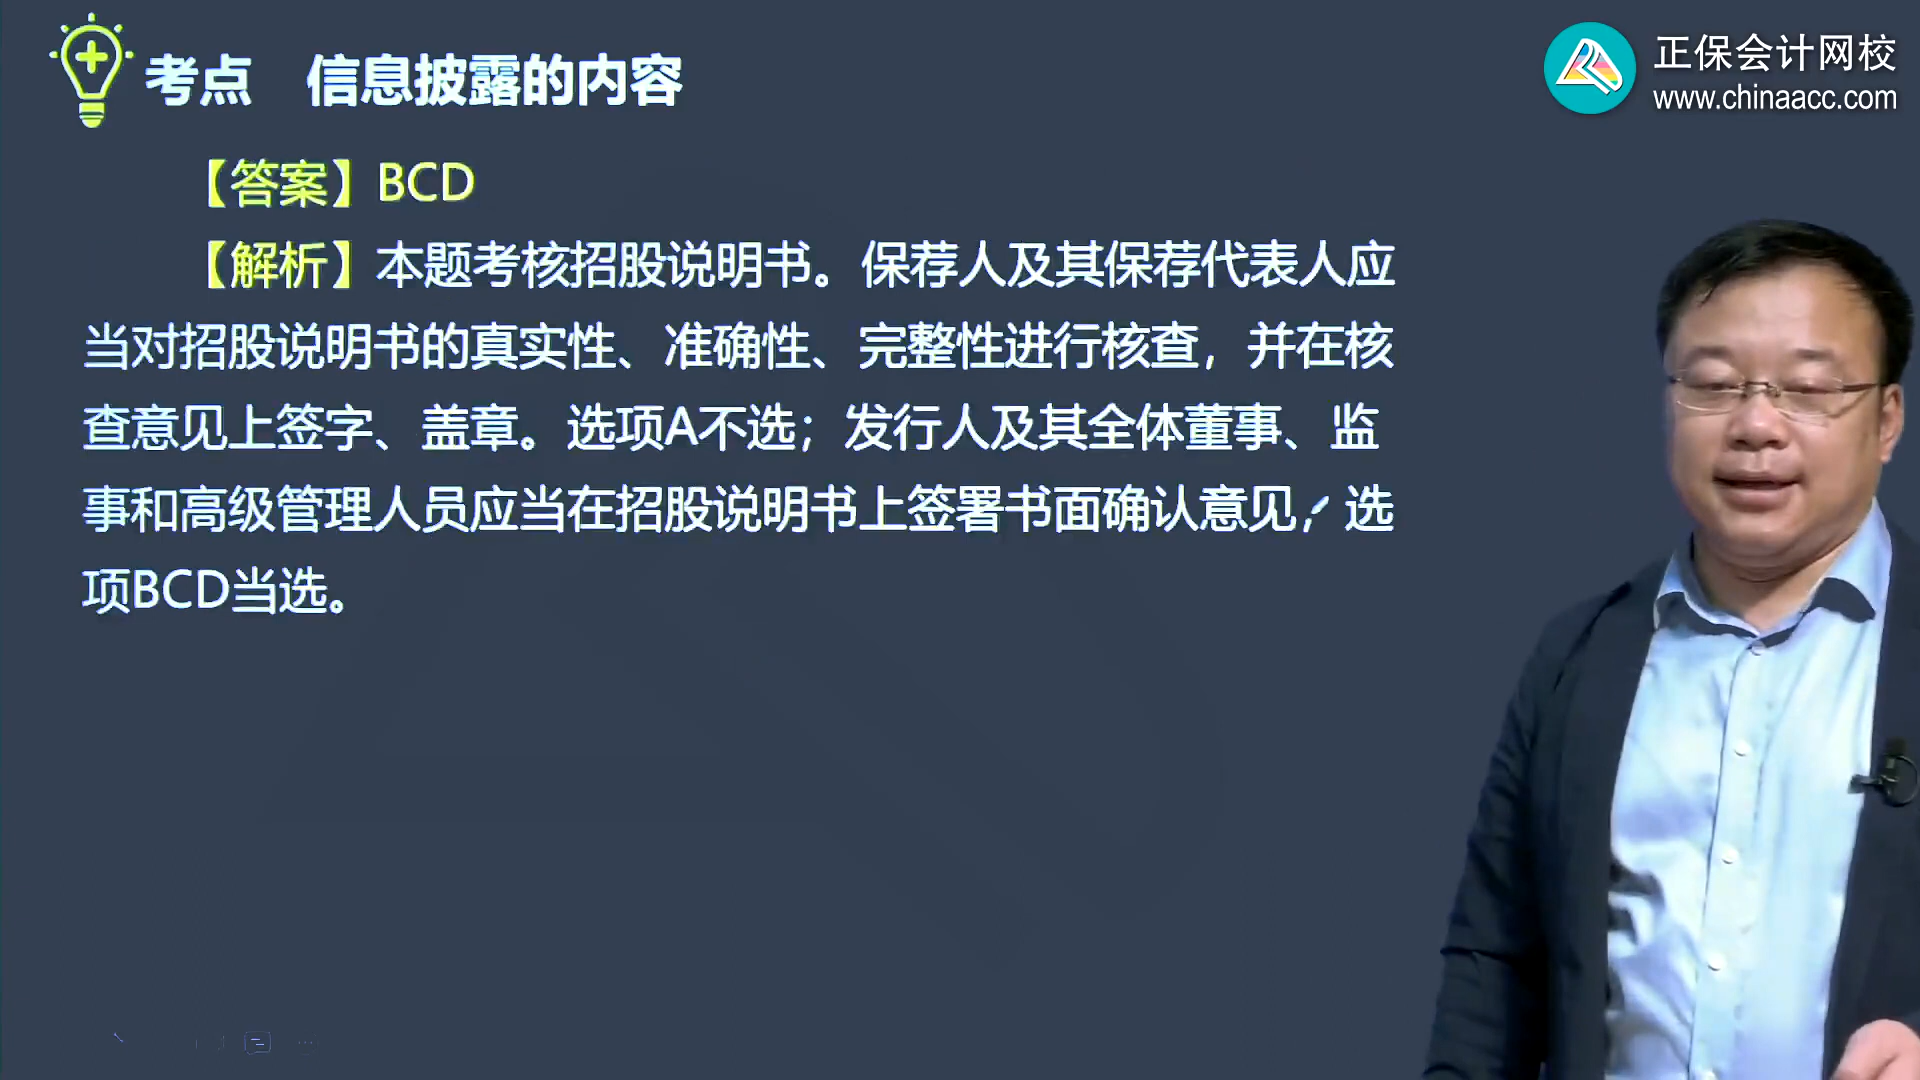 考点 信息披露的内容
正保会计网校
www.chinaacc.com
【答案】BCD
【解析】本题考核招股说明书。保荐人及其保荐代表人应
当对招股说明书的真实性、准确性、完整性进行核查，并在核
查意见上签字、盖章。选项A不选；发行人及其全体董事、监
事和高级管理人员应当在招股说明书上签署书面确认意见，选
项BCD当选。